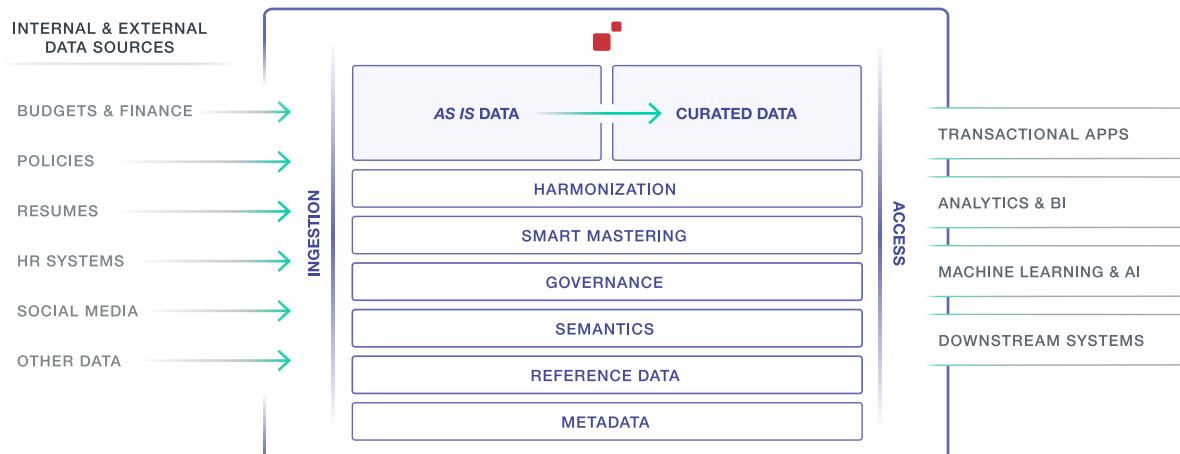 INTERNAL & EXTERNAL
DATA SOURCES
BUDGETS & FINANCE
POLICIES
RESUMES
HR SYSTEMS
SOCIAL MEDIA
OTHER DATA
INGESTION
AS IS DATA
CURATED DATA
HARMONIZATION
SMART MASTERING
GOVERNANCE
SEMANTICS
REFERENCE DATA
METADATA
ACCESS
TRANSACTIONAL APPS
ANALYTICS & BI
MACHINE LEARNING & AI
DOWNSTREAM SYSTEMS